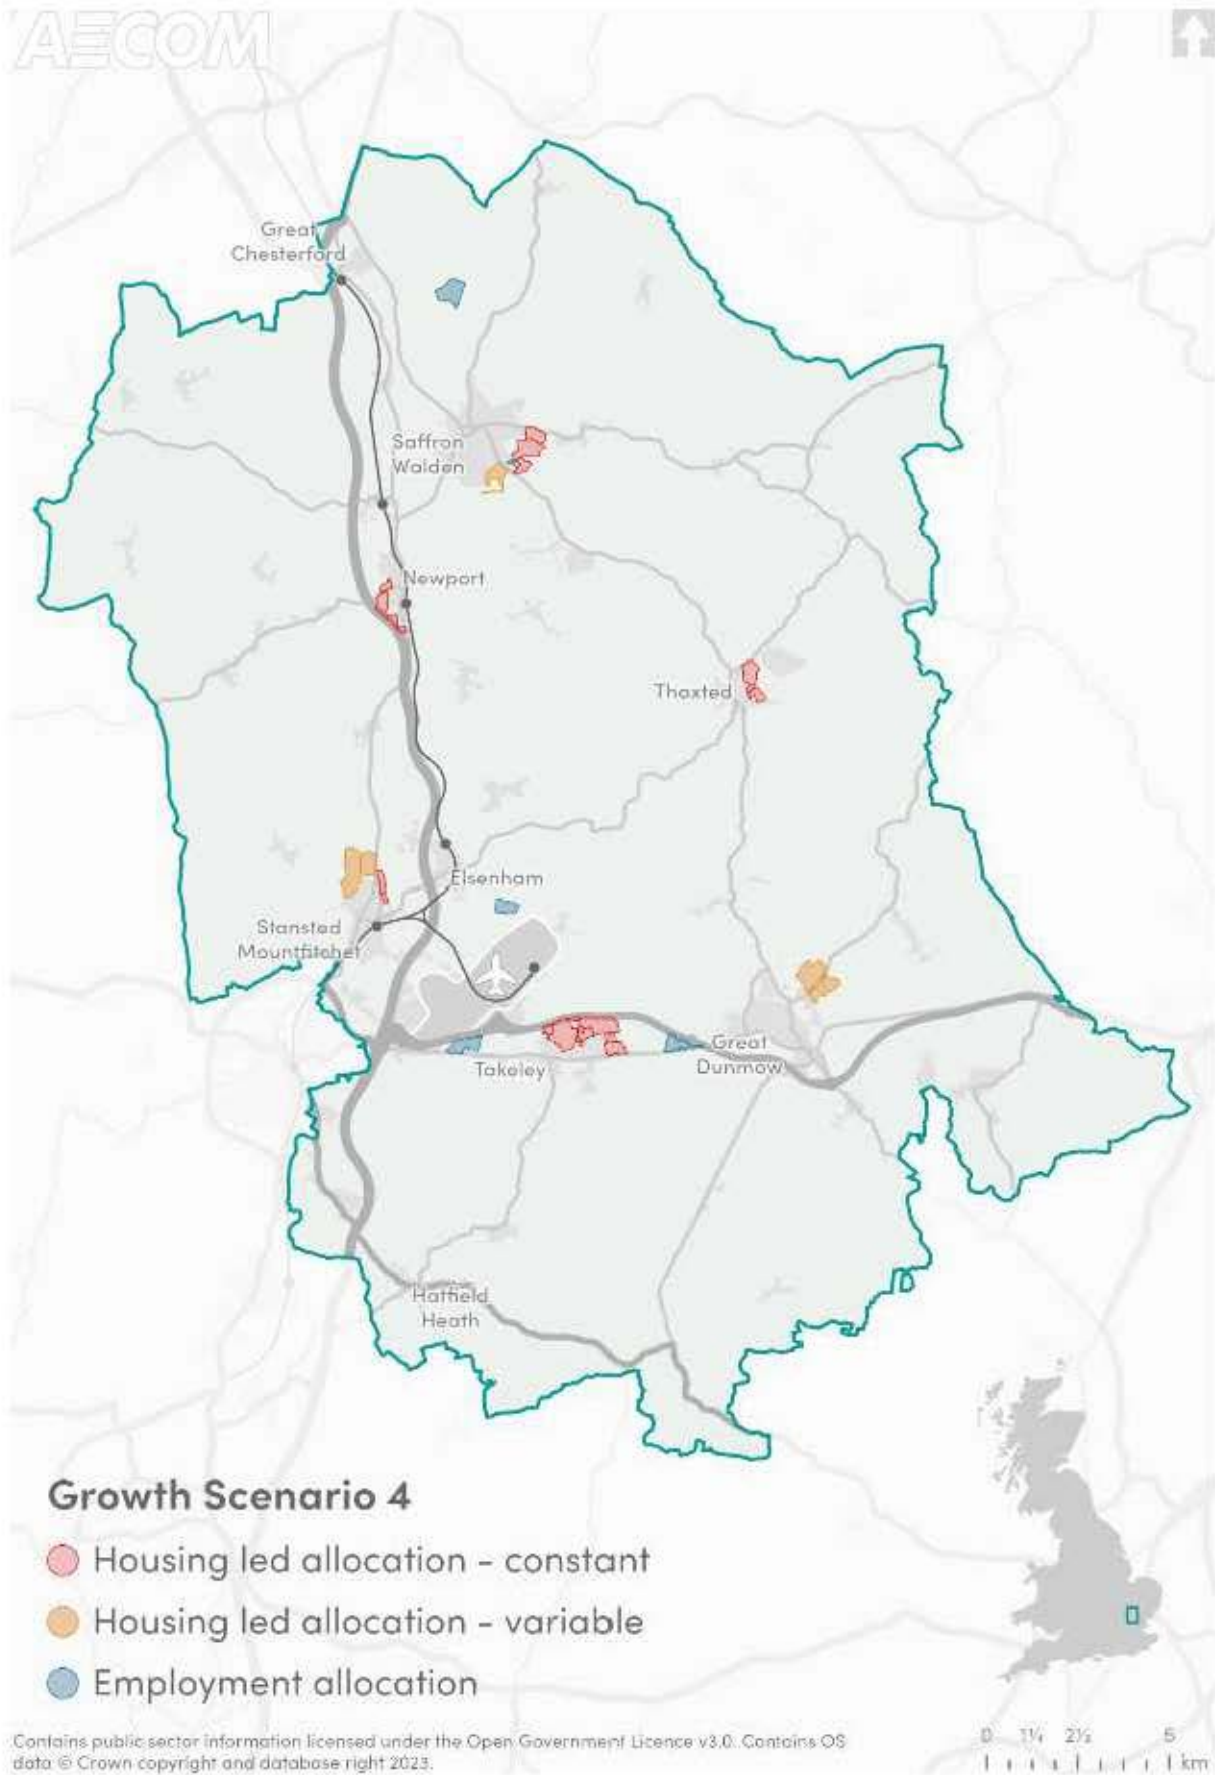 AECOM
Great
Chesterford
Saffron
Walden
Newport
Thaxted
Elsenham
Stansted
Mountfitchet
Great
Dunmow
Takeley
Hatfield
Heath
Growth Scenario 4
Housing led allocation - constant
Housing led allocation - variable
Employment allocation
Contains public sector information licensed under the Open Government Licence v3.0. Contains OS
data © Crown copyright and database right 2023.
0 1¼ 2½ 5
km